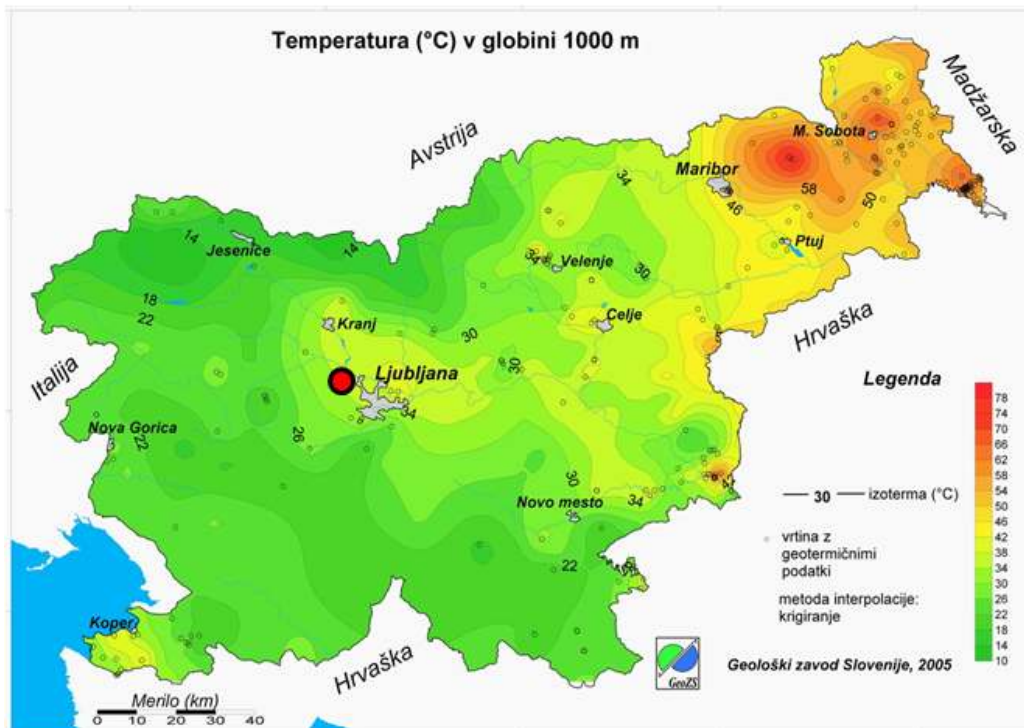 Temperatura (°C) v globini 1000 m
Avstrija
Madžarska
M. Sobota
Maribor
34
58
50
46
14
14
Jesenice
Ptuj
34
Velenje
30
18
22
Kranj
30
Celje
Hrvaška
Italija
30
Ljubljana
Legenda
34
78
74
70
66
62
58
54
50
46
42
38
34
30
26
22
18
14
10
Nova Gorica
22
26
30
34
Novo mesto
30 izoterma (°C)
vrtina z
geotermičnimi
podatki
22
metoda interpolacije:
krigiranje
Koper
Hrvaška
GeoZS
Geološki zavod Slovenije, 2005
Merilo (km)
0 10 20 30 40